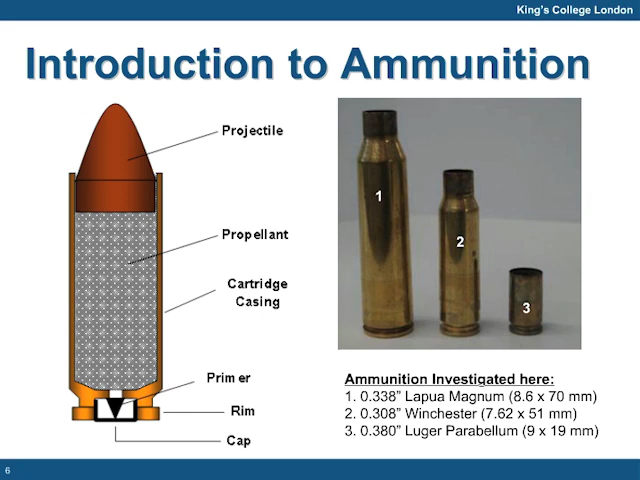 King's College London
Introduction to Ammunition
Projectile
Propellant
Cartridge
Casing
Primer
Rim
Cap
1
2
3
Ammunition Investigated here:
1. 0.338” Lapua Magnum (8.6 x 70 mm)
2. 0.308” Winchester (7.62 x 51 mm)
3. 0.380” Luger Parabellum (9 x 19 mm)
6